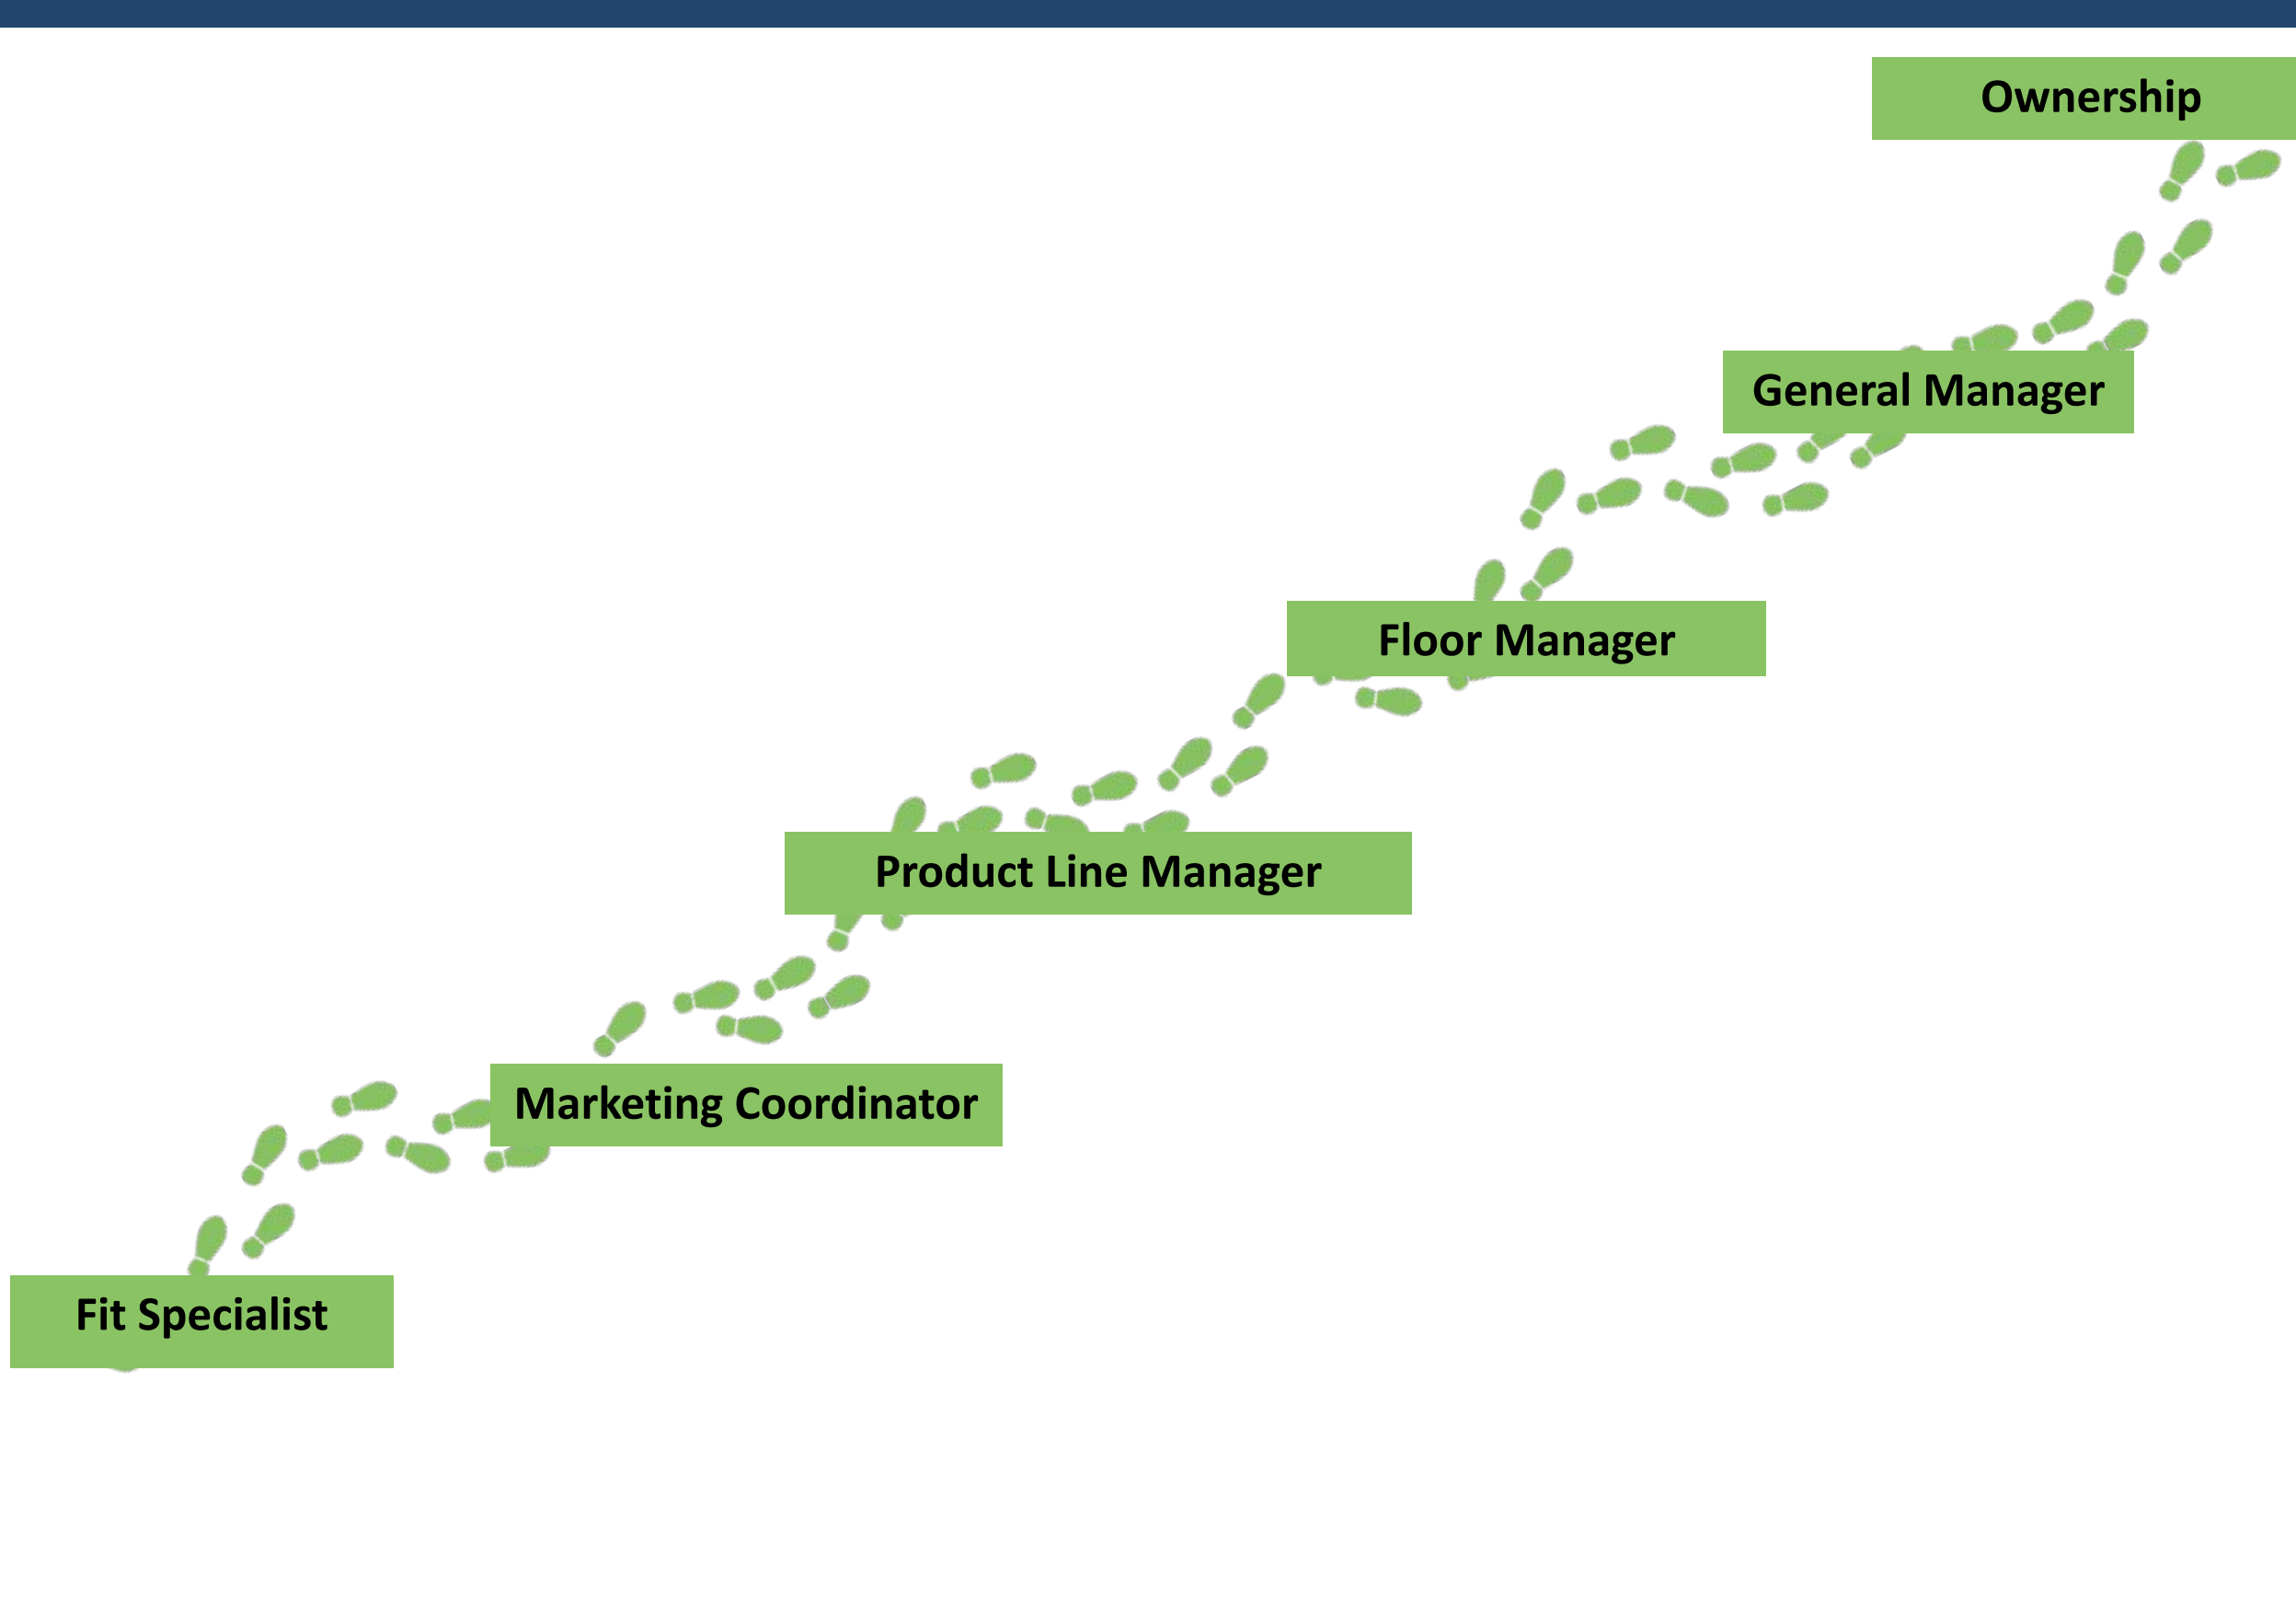 Ownership
General Manager
Floor Manager
Product Line Manager
Marketing Coordinator
Fit Specialist